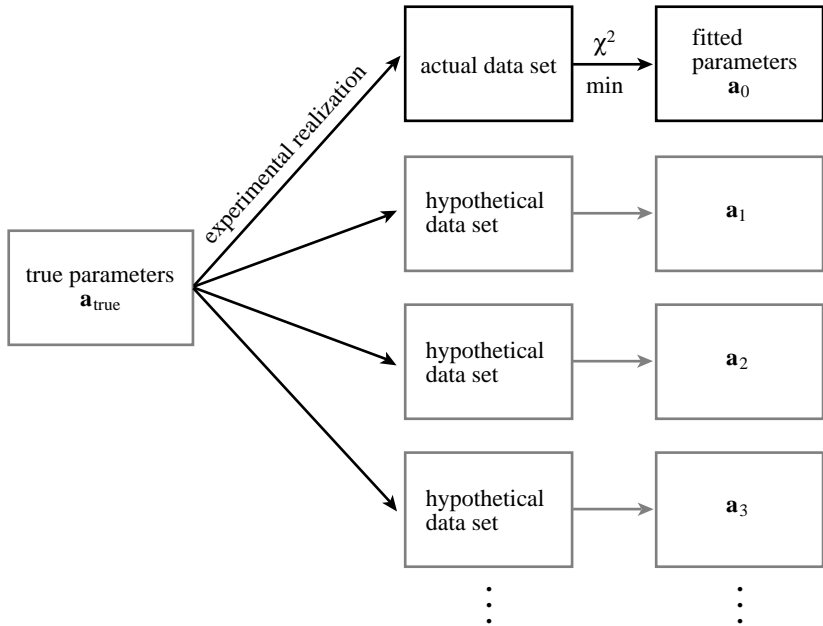 actual data set
χ²
min
fitted
parameters
a₀
experimental realization
hypothetical
data set
a₁
true parameters
a_true
hypothetical
data set
a₂
hypothetical
data set
a₃
⋮ ⋮